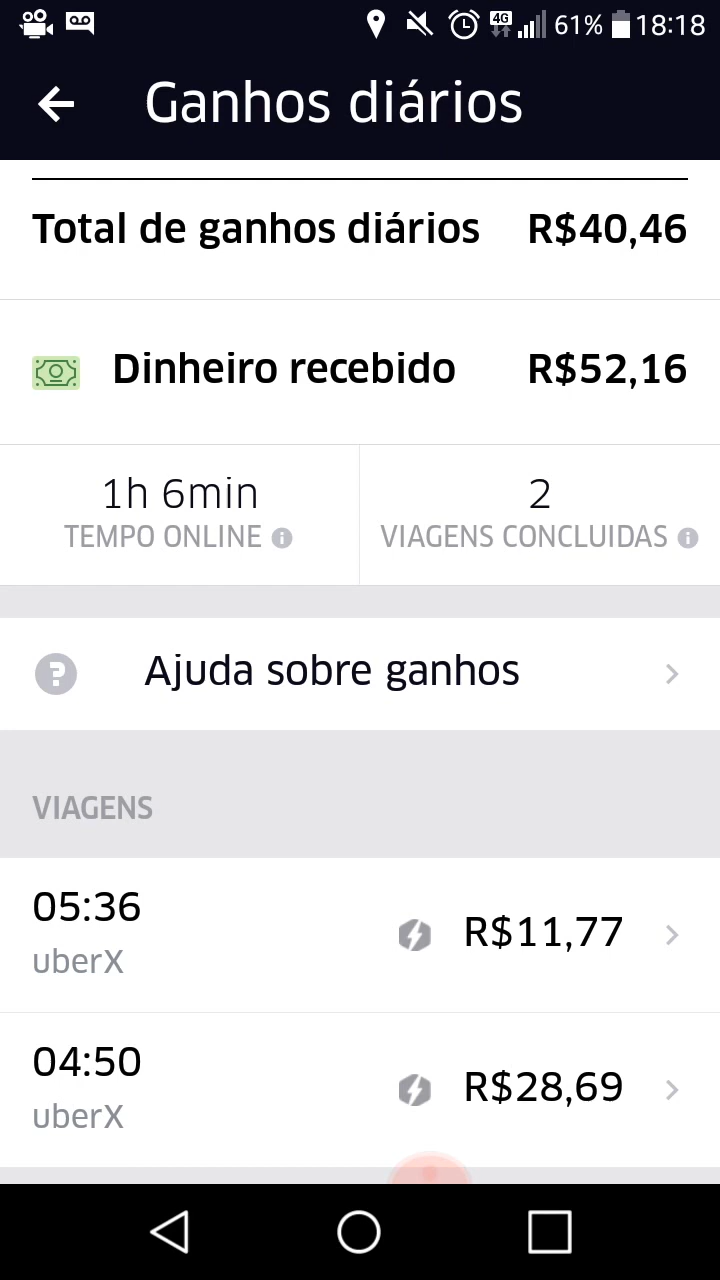 4G 61% 18:18
Ganhos diários
Total de ganhos diários R$40,46
Dinheiro recebido R$52,16
1h 6min 2
TEMPO ONLINE VIAGENS CONCLUIDAS
Ajuda sobre ganhos
VIAGENS
05:36
R$11,77
uberX
04:50
R$28,69
uberX